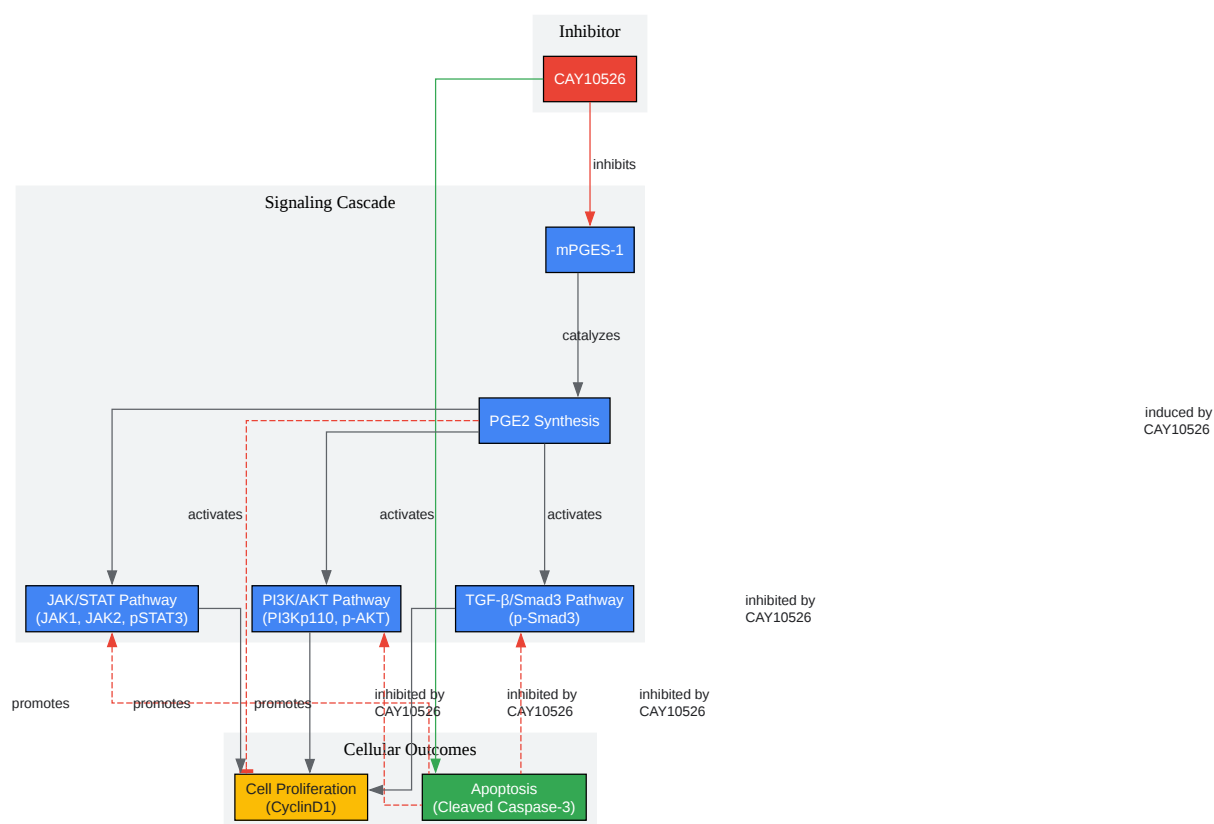 Inhibitor
CAY10526
inhibits
Signaling Cascade
mPGES-1
catalyzes
PGE2 Synthesis
induced by
CAY10526
activates
activates
activates
JAK/STAT Pathway
(JAK1, JAK2, pSTAT3)
PI3K/AKT Pathway
(PI3Kp110, p-AKT)
TGF-β/Smad3 Pathway
(p-Smad3)
inhibited by
CAY10526
promotes
promotes
promotes
inhibited by
CAY10526
inhibited by
CAY10526
inhibited by
CAY10526
Cellular Outcomes
Cell Proliferation
(CyclinD1)
Apoptosis
(Cleaved Caspase-3)